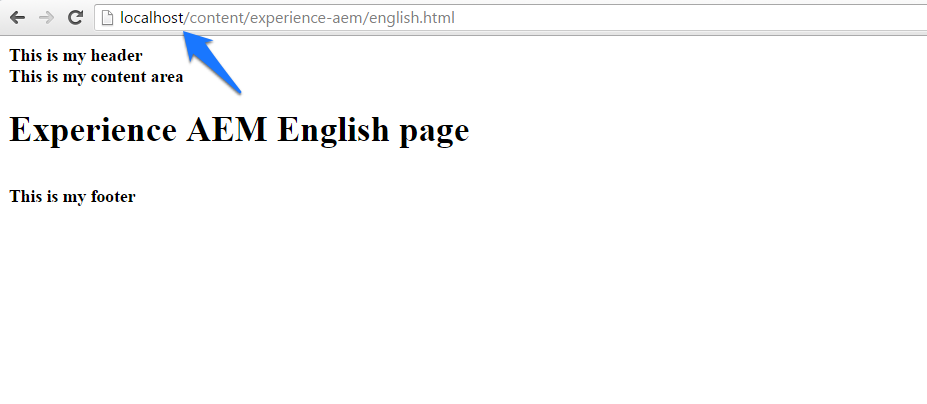 localhost/content/experience-aem/english.html
This is my header
This is my content area
Experience AEM English page
This is my footer